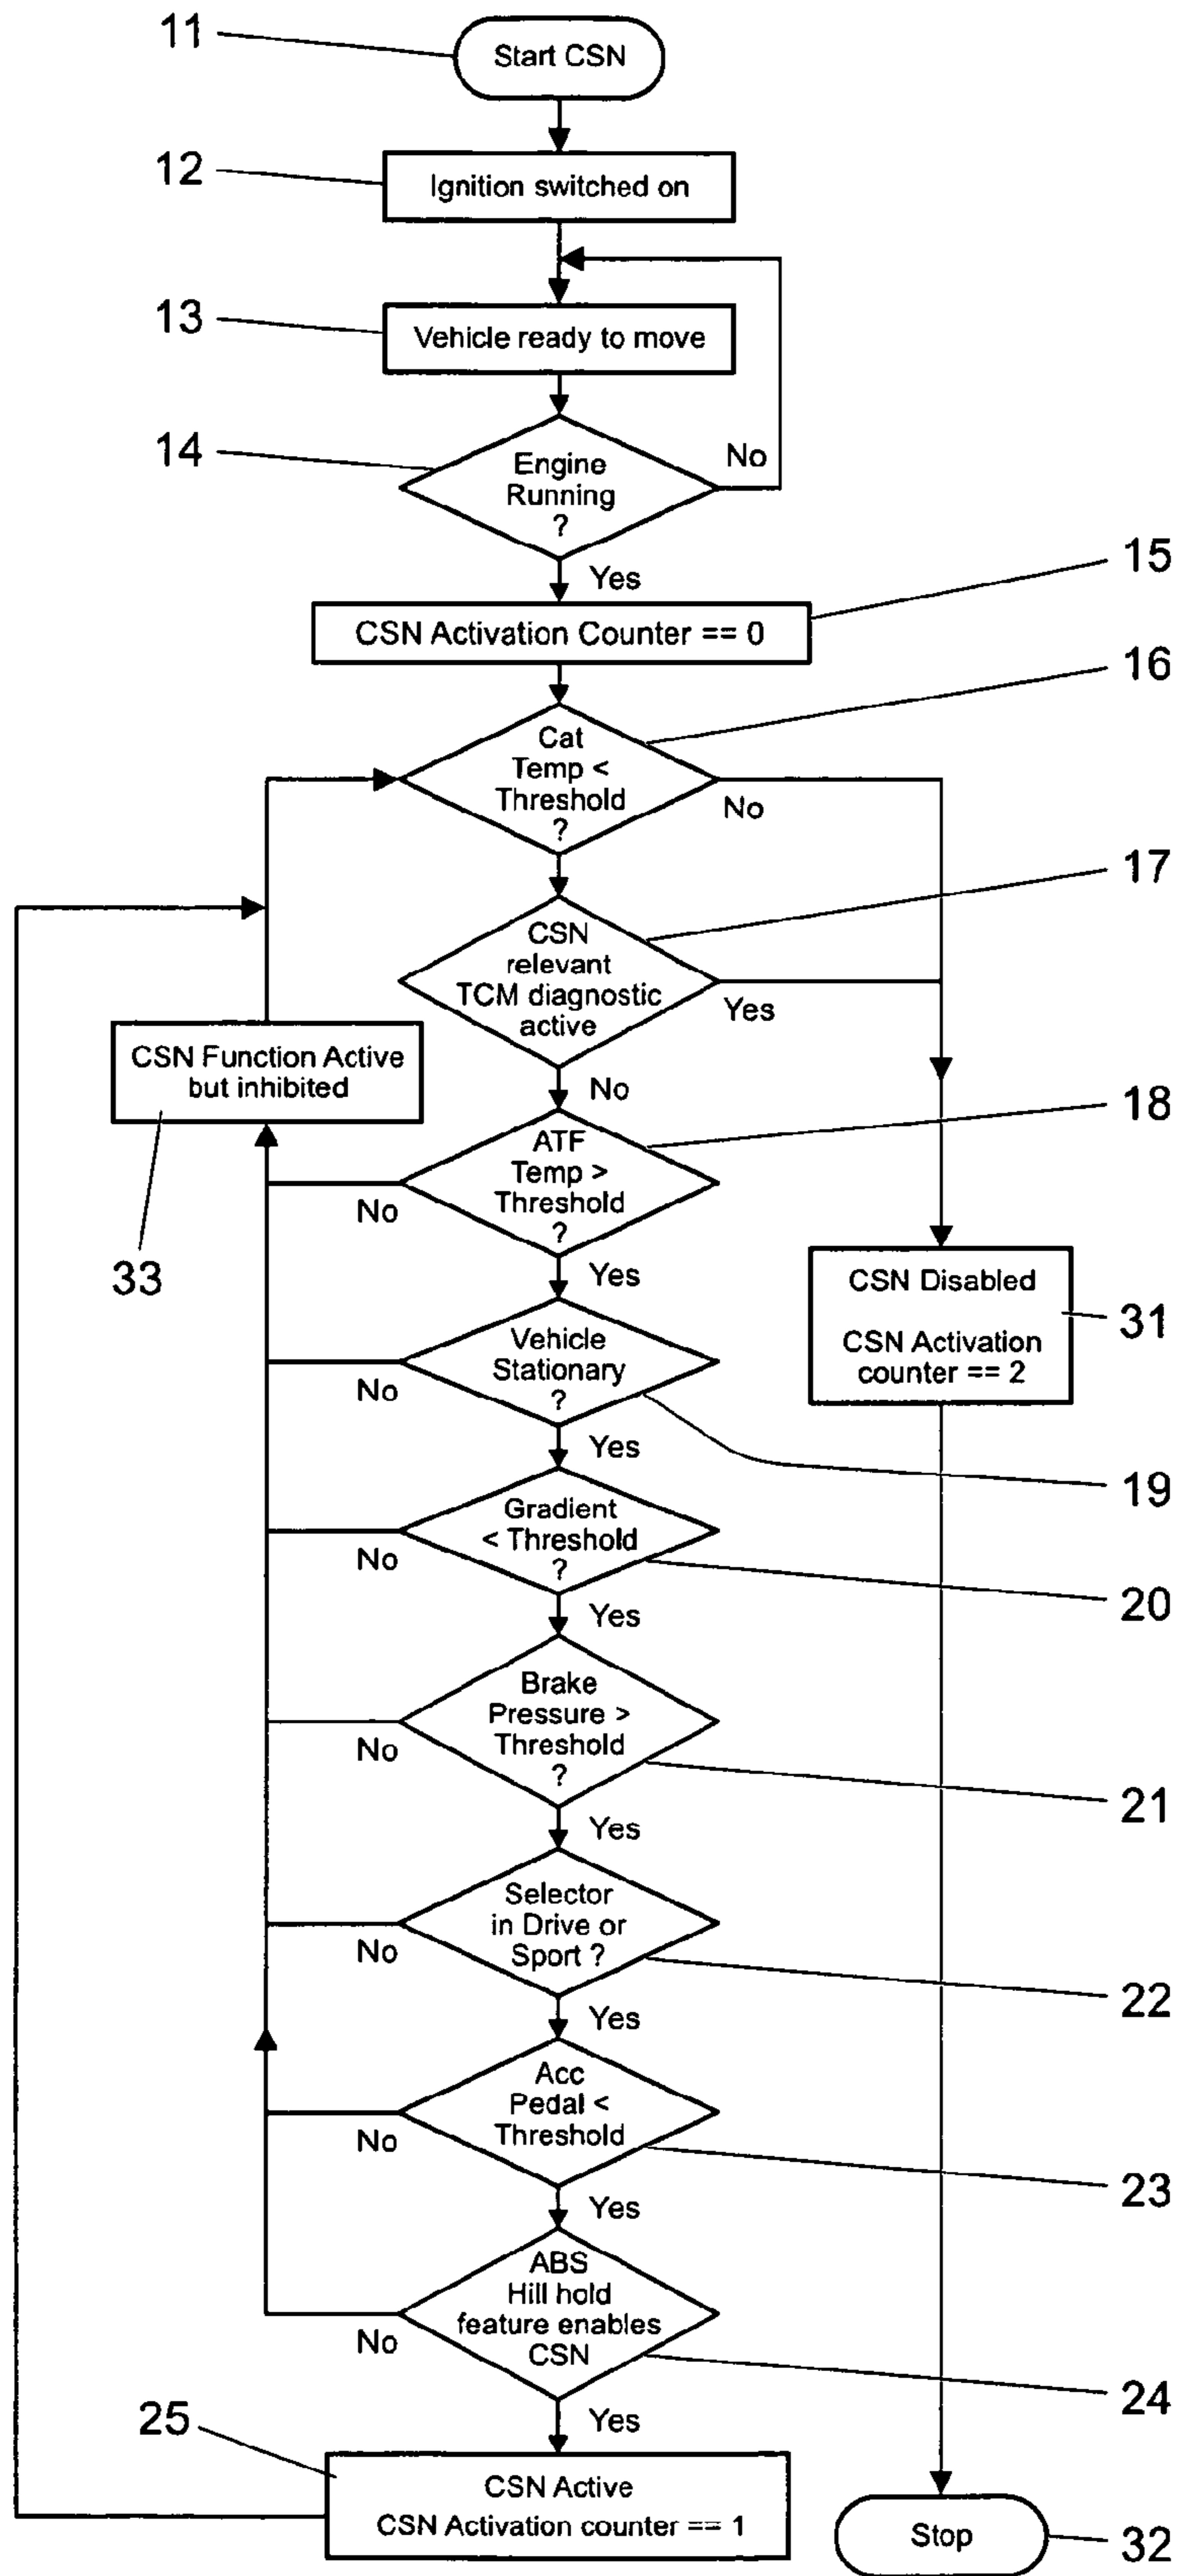 11
Start CSN
12
Ignition switched on
13
Vehicle ready to move
14
Engine
Running
?
No
Yes
15
CSN Activation Counter == 0
16
Cat
Temp <
Threshold
?
No
17
CSN
relevant
TCM diagnostic
active
Yes
No
CSN Function Active
but inhibited
33
18
ATF
Temp >
Threshold
?
No
Yes
CSN Disabled
CSN Activation
counter == 2
31
Vehicle
Stationary
?
No
Yes
19
Gradient
< Threshold
?
No
Yes
20
Brake
Pressure >
Threshold
?
No
Yes
21
Selector
in Drive or
Sport ?
No
Yes
22
Acc
Pedal <
Threshold
No
Yes
23
ABS
Hill hold
feature enables
CSN
No
Yes
24
25
CSN Active
CSN Activation counter == 1
Stop
32